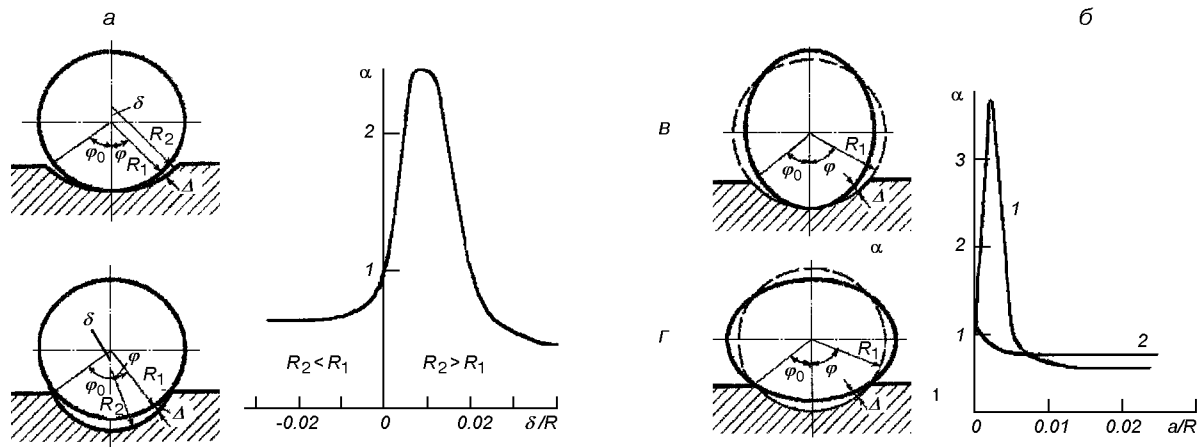 а
б
δ
R₂
φ₀
φ
R₁
Δ
δ
φ
φ₀
R₁
R₂
Δ
α
2
1
R₂<R₁
R₂>R₁
-0.02
0
0.02
δ/R
В
R₁
φ₀
φ
Δ
α
Г
R₁
φ₀
φ
Δ
1
α
3
2
1
1
2
0
0.01
0.02
a/R